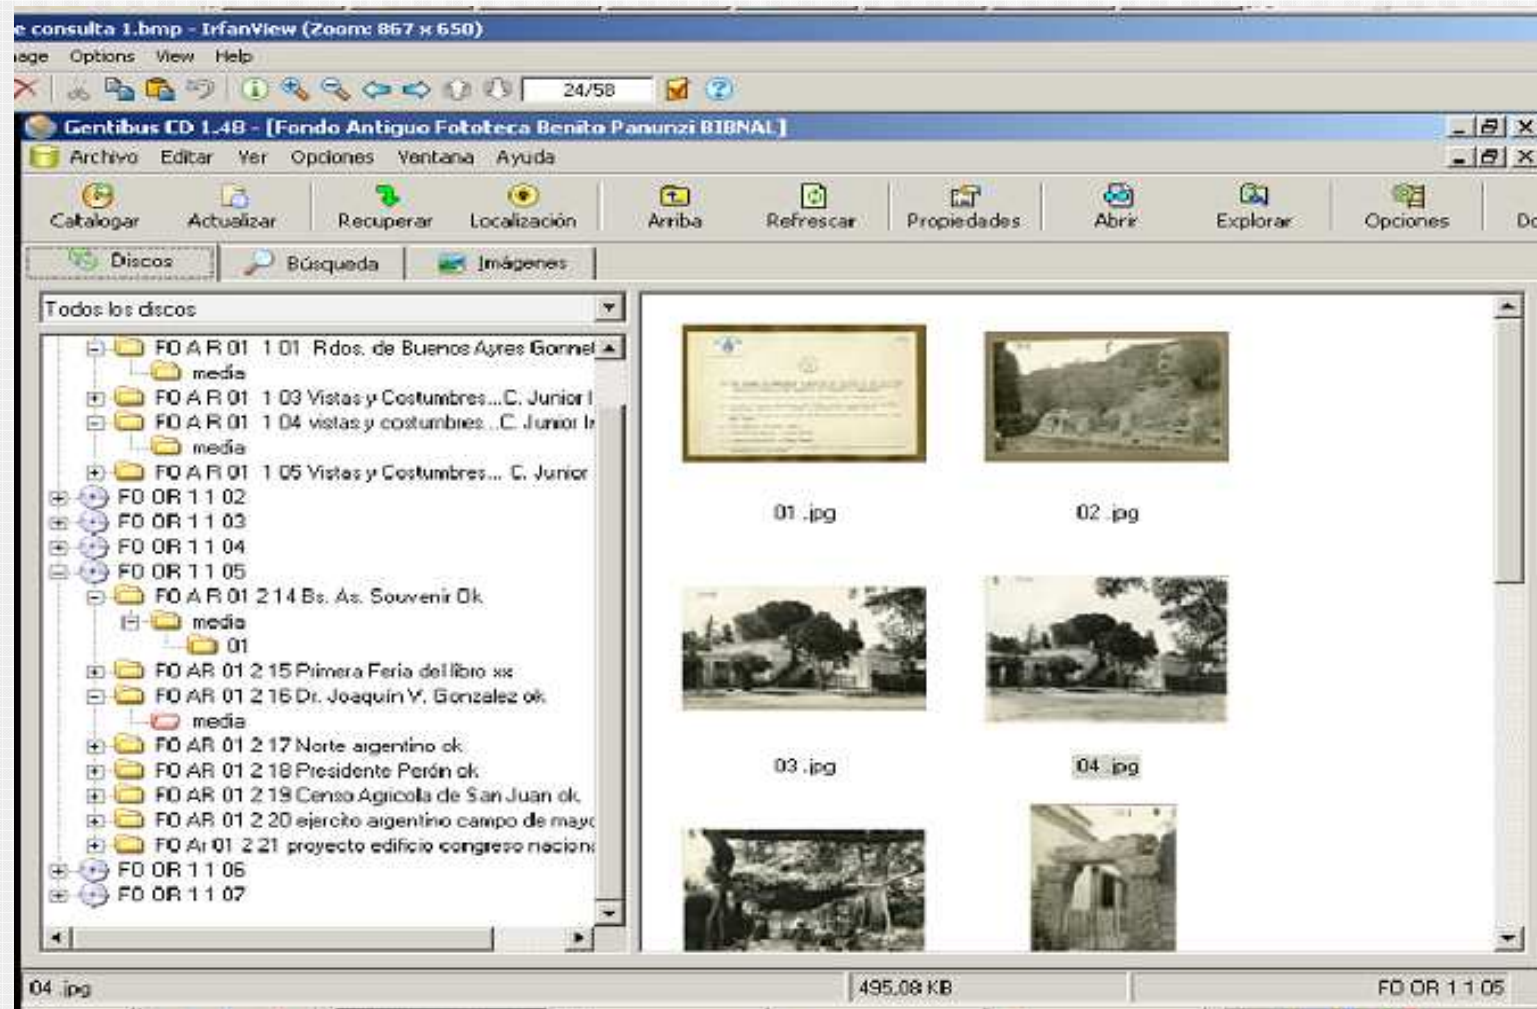 e consulta 1.bmp - IrfanView (Zoom: 867 x 650)
age Options View Help
24/58
Gentibus CD 1.48 - [Fondo Antiguo Fototeca Benito Panunzi BIBNAL]
Archivo Editar Ver Opciones Ventana Ayuda
Catalogar Actualizar Recuperar Localización Arriba Refrescar Propiedades Abrir Explorar Opciones Do
Discos Búsqueda Imágenes
Todos los discos
FO A R 01 1 01 Rdos. de Buenos Ayres Gonnet
media
FO A R 01 1 03 Vistas y Costumbres...C. Junior I
FO A R 01 1 04 vistas y costumbres...C. Junior Ir
media
FO A R 01 1 05 Vistas y Costumbres... C. Junior
FO OR 1 1 02
FO OR 1 1 03
FO OR 1 1 04
FO OR 1 1 05
FO A R 01 2 14 Bs. As. Souvenir Ok
media
01
FO AR 01 2 15 Primera Feria del libro xx
FO AR 01 2 16 Dr. Joaquín V. Gonzalez ok
media
FO AR 01 2 17 Norte argentino ok
FO AR 01 2 18 Presidente Perón ok
FO AR 01 2 19 Censo Agricola de San Juan ok
FO AR 01 2 20 ejercito argentino campo de mayo
FO Ar 01 2 21 proyecto edificio congreso naciona
FO OR 1 1 06
FO OR 1 1 07
01 .jpg 02 .jpg
03 .jpg 04 .jpg
04 .jpg 495,08 KB FO OR 1 1 05